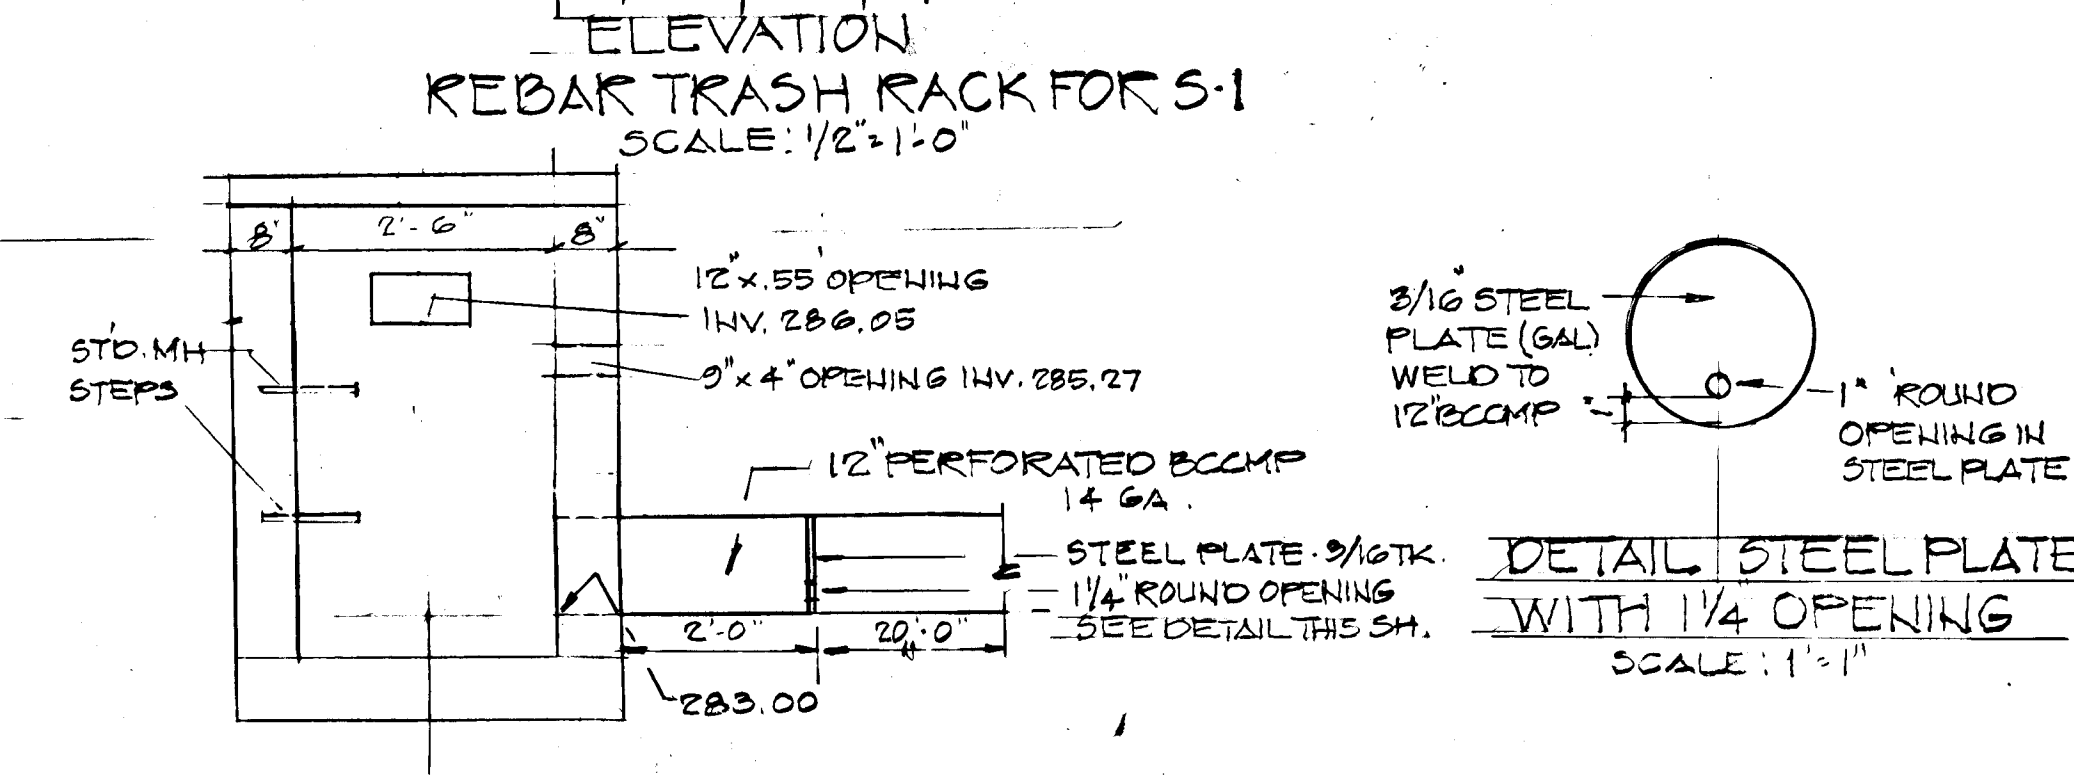 ELEVATION
REBAR TRASH RACK FOR S-1
SCALE: 1/2"=1'-0"
8"
2'-6"
8"
12"x.55' OPENING
INV. 286.05
9"x4" OPENING INV. 285.27
STD. MH
STEPS
12" PERFORATED BCCMP
14 GA.
STEEL PLATE - 3/16 TK.
1 1/4" ROUND OPENING
SEE DETAIL THIS SH.
2'-0"
20'-0"
283.00
3/16" STEEL
PLATE (GAL)
WELD TO
12" BCCMP
1" ROUND
OPENING IN
STEEL PLATE
DETAIL STEEL PLATE
WITH 1 1/4" OPENING
SCALE: 1'=1"